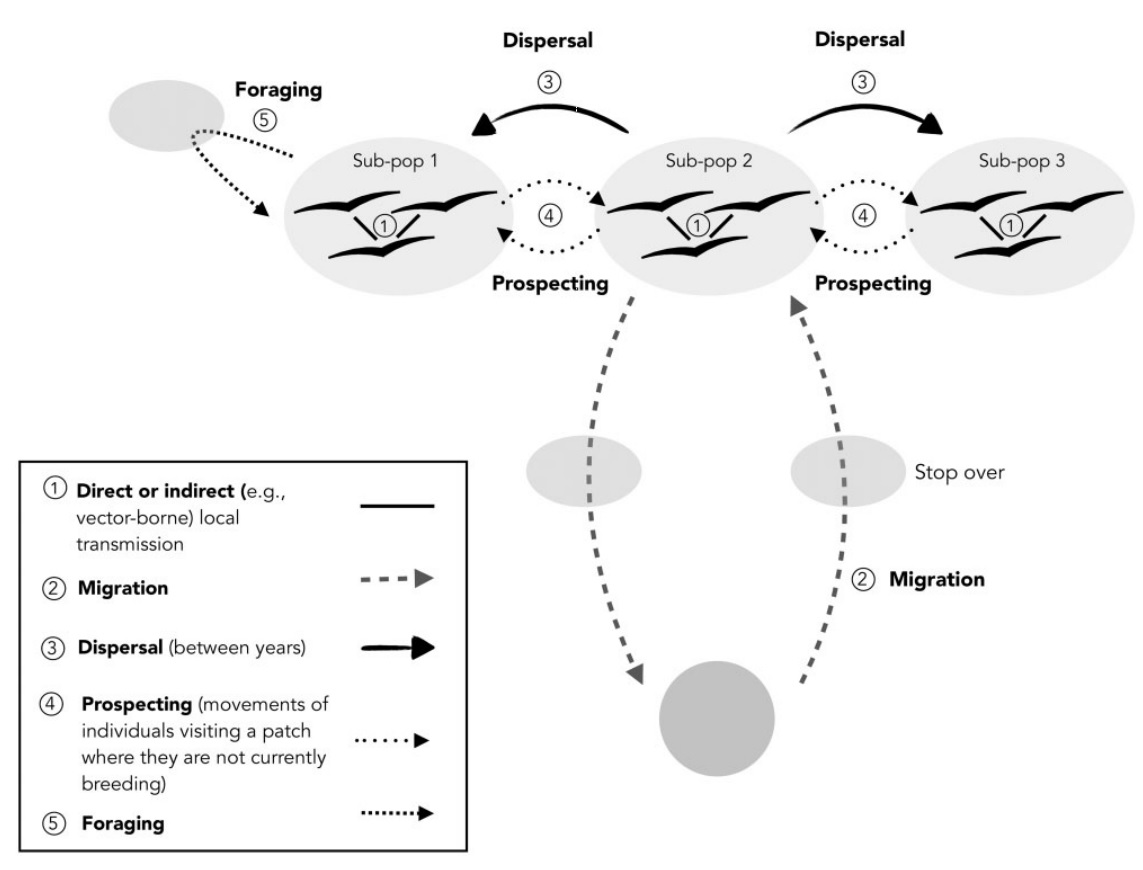 Dispersal
③
Dispersal
③
Foraging
⑤
Sub-pop 1
Sub-pop 2
Sub-pop 3
①
④
①
④
①
Prospecting
Prospecting
Stop over
② Migration
① Direct or indirect (e.g.,
vector-borne) local
transmission
② Migration
③ Dispersal (between years)
④ Prospecting (movements of
individuals visiting a patch
where they are not currently
breeding)
⑤ Foraging